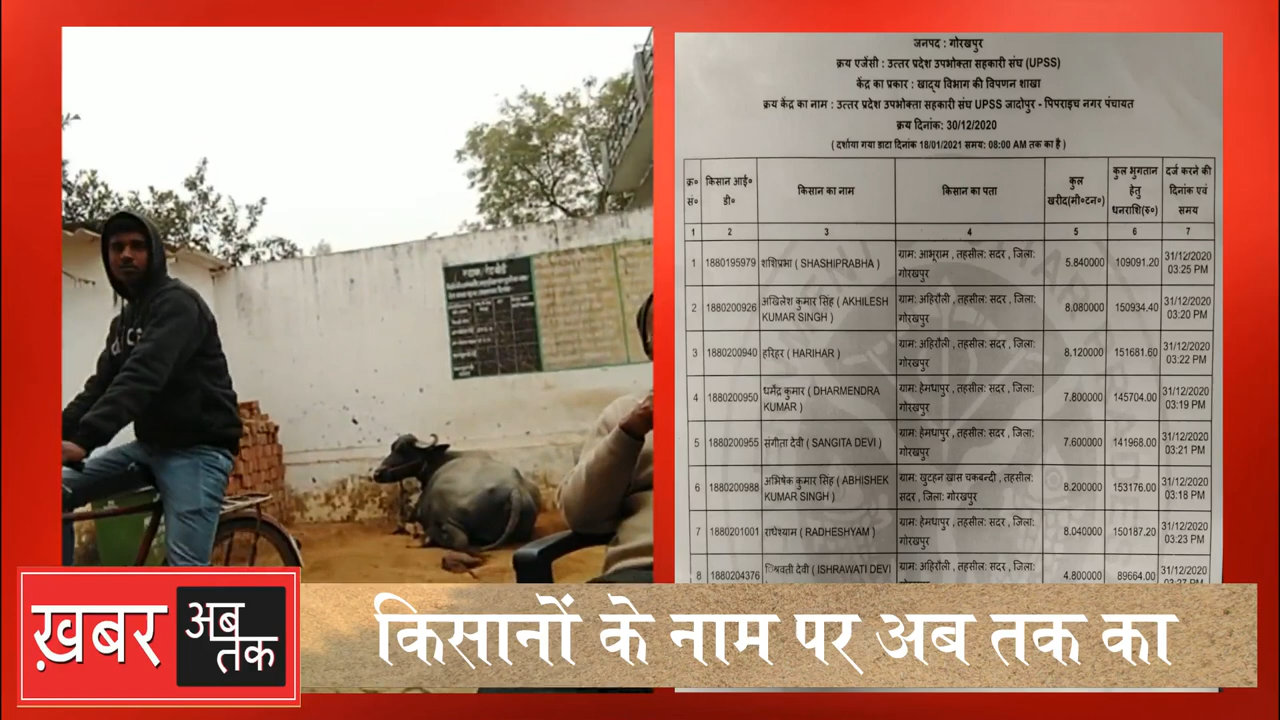 जनपद : गोरखपुर
क्रय एजेंसी : उत्तर प्रदेश उपभोक्ता सहकारी संघ (UPSS)
केंद्र का प्रकार : खाद्य विभाग की विपणन शाखा
क्रय केंद्र का नाम : उत्तर प्रदेश उपभोक्ता सहकारी संघ UPSS जादोपुर - पिपराइच नगर पंचायत
क्रय दिनांक: 30/12/2020
( दर्शाया गया डाटा दिनांक 18/01/2021 समय: 08:00 AM तक का है )
क्र० सं० किसान आई० डी० किसान का नाम किसान का पता कुल खरीद(मी०टन०) कुल भुगतान हेतु धनराशि(रु०) दर्ज करने की दिनांक एवं समय
1 2 3 4 5 6 7
1 1880195979 शशिप्रभा ( SHASHIPRABHA ) ग्राम: आभूराम , तहसील: सदर , जिला: गोरखपुर 5.840000 109091.20 31/12/2020 03:25 PM
2 1880200926 अखिलेश कुमार सिंह ( AKHILESH KUMAR SINGH ) ग्राम: अहिरौली , तहसील: सदर , जिला: गोरखपुर 8.080000 150934.40 31/12/2020 03:20 PM
3 1880200940 हरिहर ( HARIHAR ) ग्राम: अहिरौली , तहसील: सदर , जिला: गोरखपुर 8.120000 151681.60 31/12/2020 03:22 PM
4 1880200950 धर्मेंद्र कुमार ( DHARMENDRA KUMAR ) ग्राम: हेमधापुर , तहसील: सदर , जिला: गोरखपुर 7.800000 145704.00 31/12/2020 03:19 PM
5 1880200955 संगीता देवी ( SANGITA DEVI ) ग्राम: हेमधापुर , तहसील: सदर , जिला: गोरखपुर 7.600000 141968.00 31/12/2020 03:21 PM
6 1880200988 अभिषेक कुमार सिंह ( ABHISHEK KUMAR SINGH ) ग्राम: खुटहन खास चकबन्दी , तहसील: सदर , जिला: गोरखपुर 8.200000 153176.00 31/12/2020 03:18 PM
7 1880201001 राधेश्याम ( RADHESHYAM ) ग्राम: हेमधापुर , तहसील: सदर , जिला: गोरखपुर 8.040000 150187.20 31/12/2020 03:23 PM
8 1880204376 िश्रवती देवी ( ISHRAWATI DEVI ग्राम: अहिरौली , तहसील: सदर , जिला: गोरखपुर 4.800000 89664.00 31/12/2020 03:27 PM
ख़बर अब तक
किसानों के नाम पर अब तक का